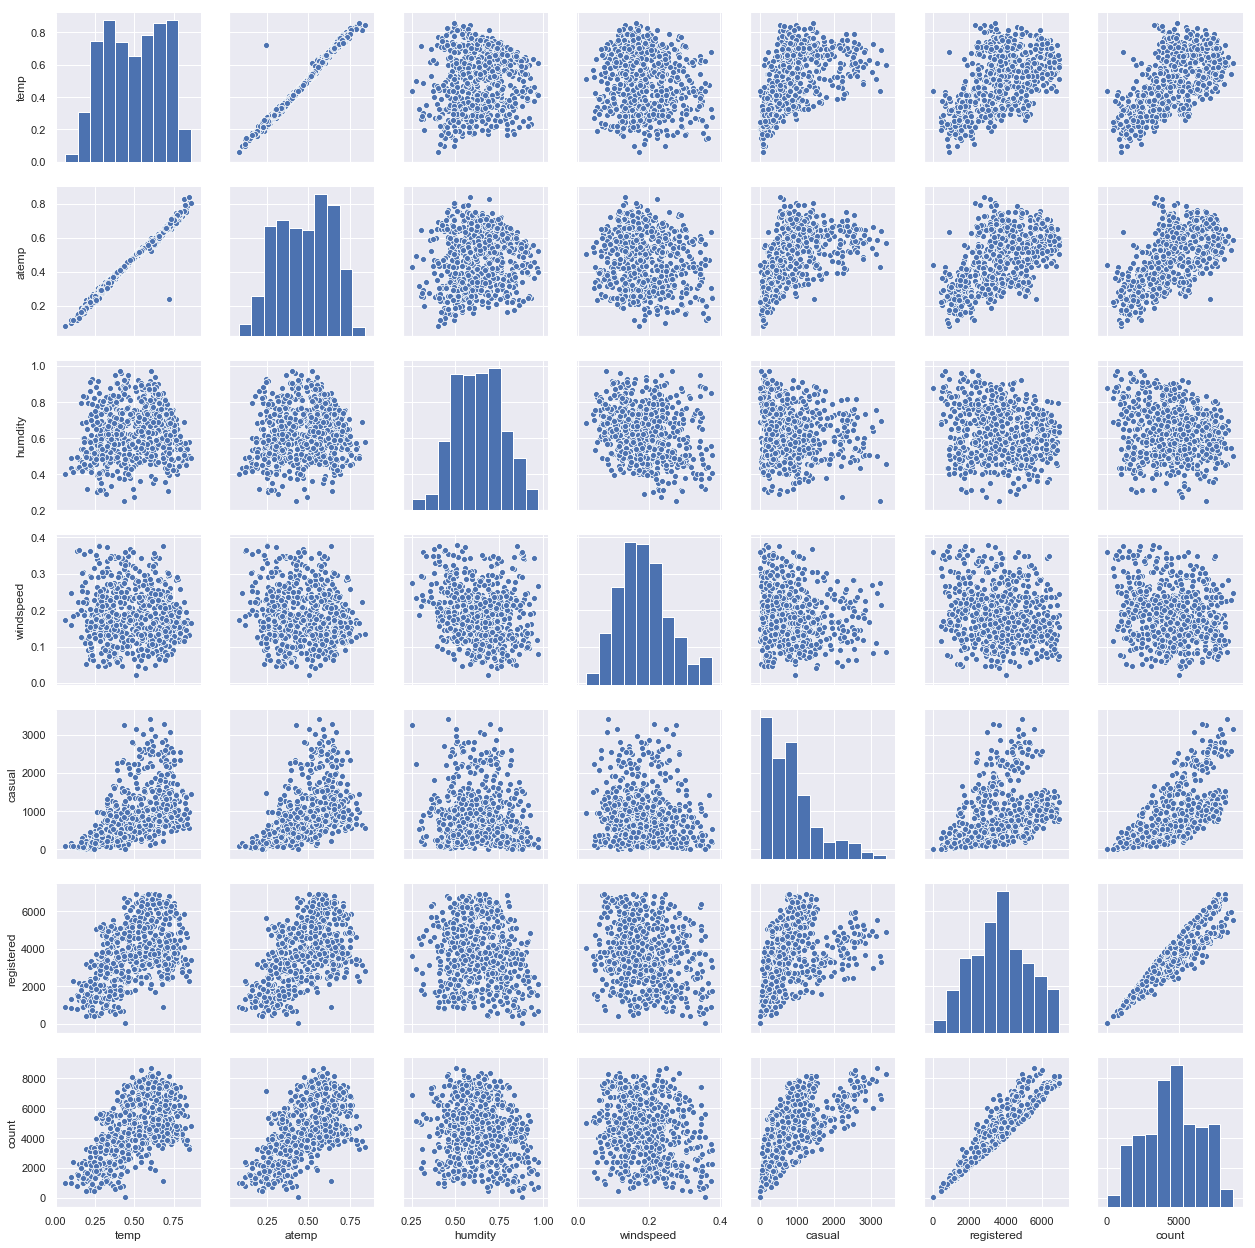 0.8
0.6
0.4
0.2
0.0
temp
0.8
0.6
0.4
0.2
atemp
1.0
0.8
0.6
0.4
0.2
humdity
0.4
0.3
0.2
0.1
0.0
windspeed
3000
2000
1000
0
casual
6000
4000
2000
0
registered
8000
6000
4000
2000
0
count
0.00 0.25 0.50 0.75
temp
0.25 0.50 0.75
atemp
0.25 0.50 0.75 1.00
humdity
0.0 0.2 0.4
windspeed
0 1000 2000 3000
casual
0 2000 4000 6000
registered
0 5000
count